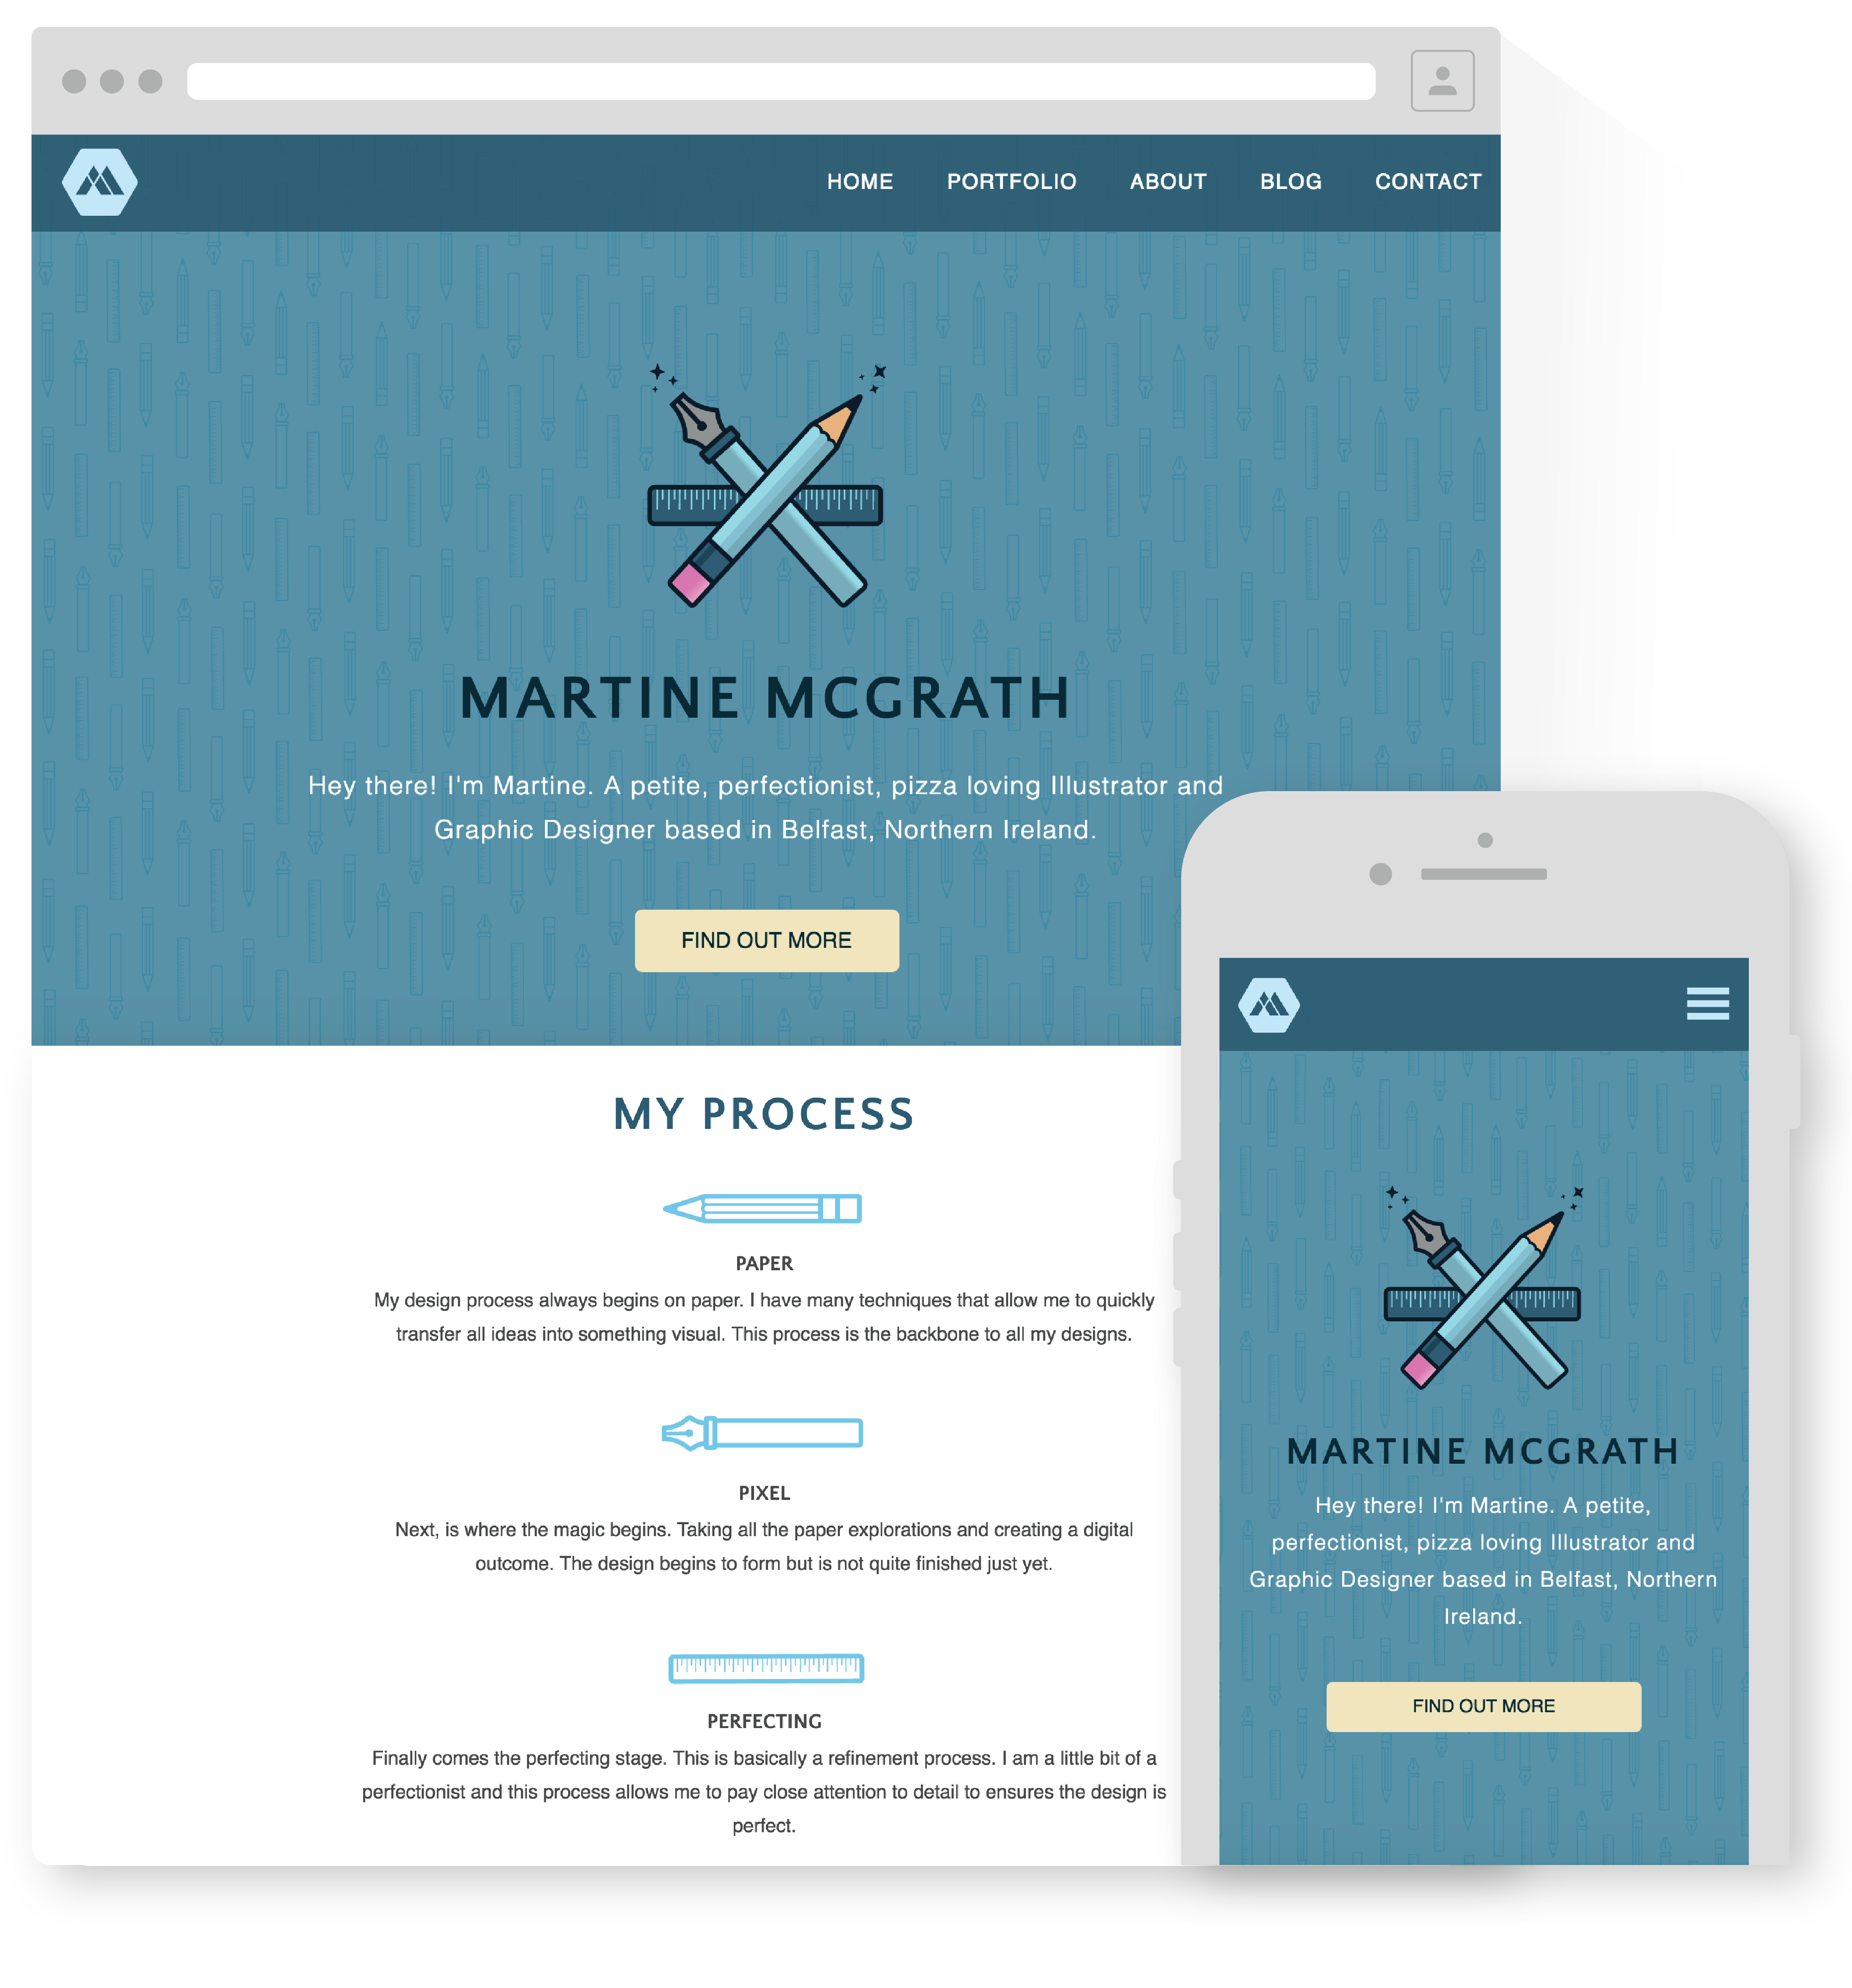 HOME PORTFOLIO ABOUT BLOG CONTACT
MARTINE MCGRATH
Hey there! I'm Martine. A petite, perfectionist, pizza loving Illustrator and
Graphic Designer based in Belfast, Northern Ireland.
FIND OUT MORE
MY PROCESS
PAPER
My design process always begins on paper. I have many techniques that allow me to quickly
transfer all ideas into something visual. This process is the backbone to all my designs.
PIXEL
Next, is where the magic begins. Taking all the paper explorations and creating a digital
outcome. The design begins to form but is not quite finished just yet.
PERFECTING
Finally comes the perfecting stage. This is basically a refinement process. I am a little bit of a
perfectionist and this process allows me to pay close attention to detail to ensures the design is
perfect.
MARTINE MCGRATH
Hey there! I'm Martine. A petite,
perfectionist, pizza loving Illustrator and
Graphic Designer based in Belfast, Northern
Ireland.
FIND OUT MORE